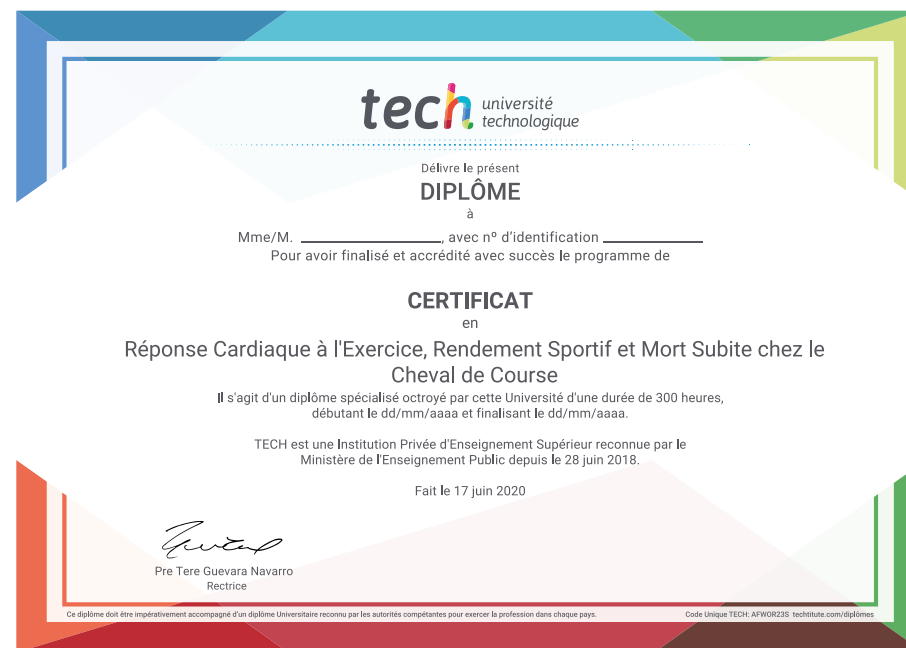 tech université
technologique
Délivre le présent
DIPLÔME
à
Mme/M. ____________________, avec nº d'identification ______________
Pour avoir finalisé et accrédité avec succès le programme de
CERTIFICAT
en
Réponse Cardiaque à l'Exercice, Rendement Sportif et Mort Subite chez le
Cheval de Course
Il s'agit d'un diplôme spécialisé octroyé par cette Université d'une durée de 300 heures,
débutant le dd/mm/aaaa et finalisant le dd/mm/aaaa.
TECH est une Institution Privée d'Enseignement Supérieur reconnue par le
Ministère de l'Enseignement Public depuis le 28 juin 2018.
Fait le 17 juin 2020
Pre Tere Guevara Navarro
Rectrice
Ce diplôme doit être impérativement accompagné d'un diplôme Universitaire reconnu par les autorités compétentes pour exercer la profession dans chaque pays.
Code Unique TECH: AFWOR23S techtitute.com/diplômes